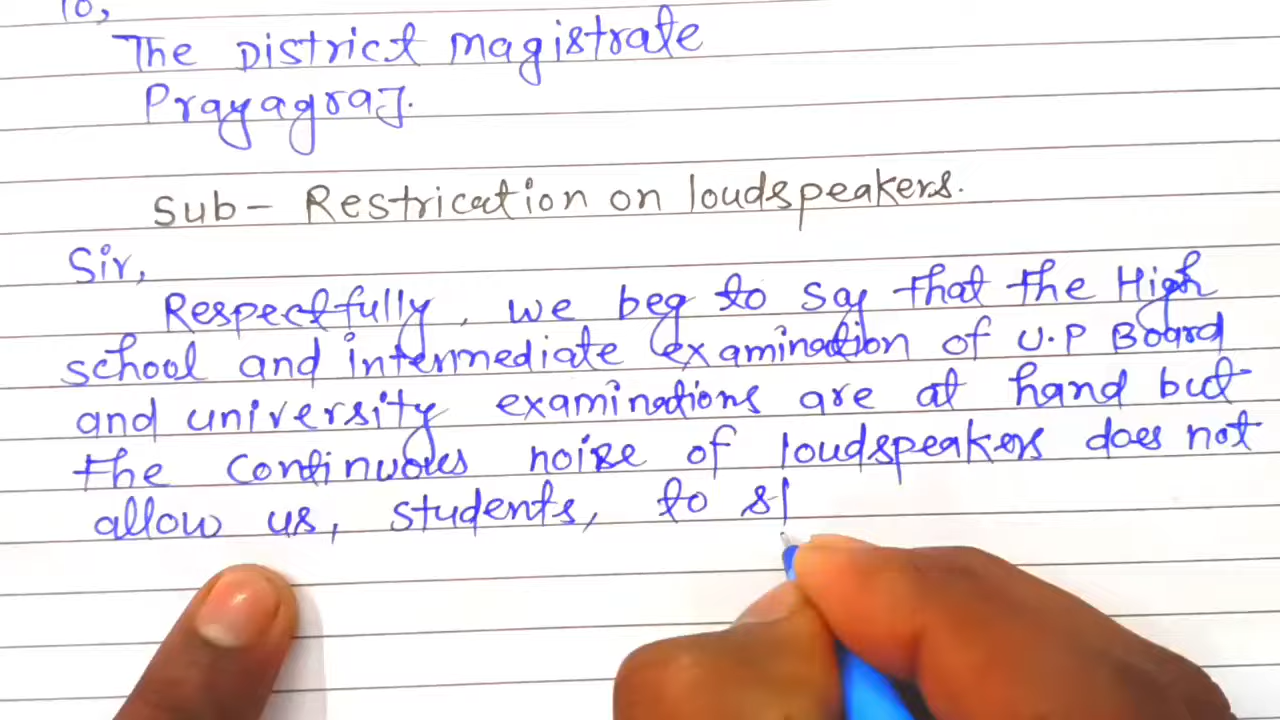 To,
The District Magistrate
Prayagraj.
Sub- Restrication on loudspeakers.
Sir,
Respectfully, we beg to say that the High
school and intermediate examination of U.P Board
and university examinations are at hand but
the continuous noise of loudspeakers does not
allow us, students, to